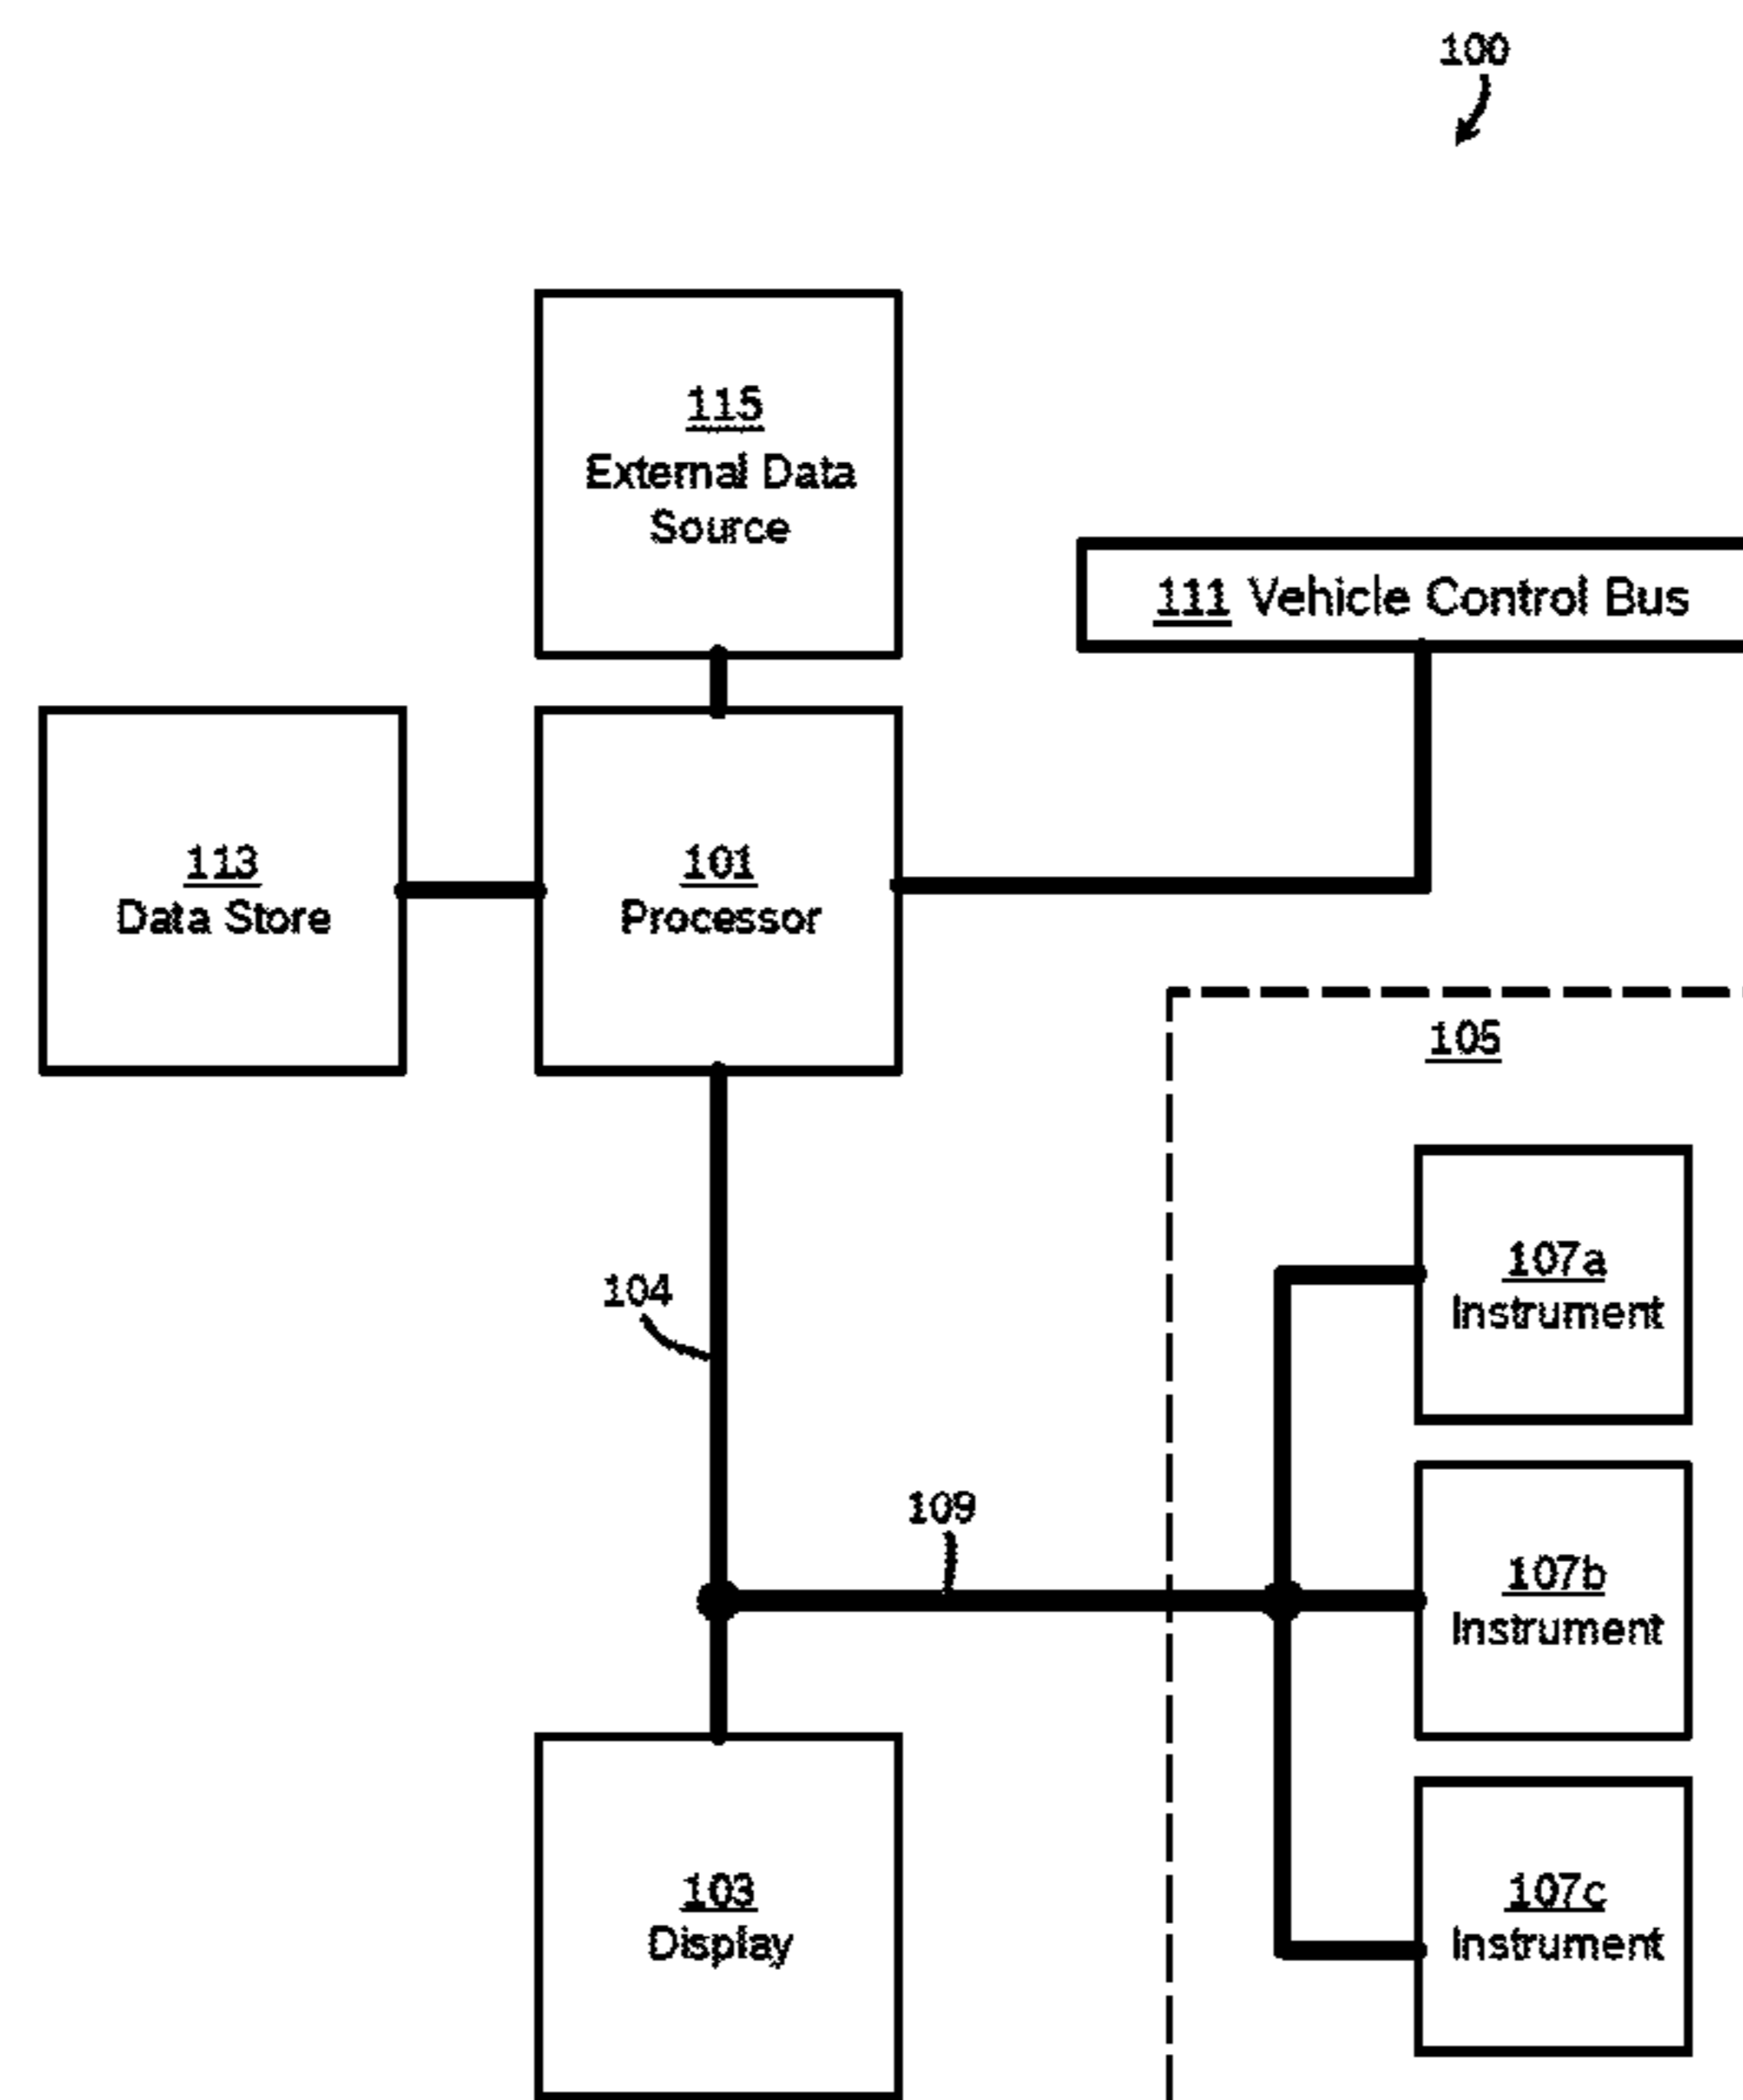 100
115
External Data
Source
111 Vehicle Control Bus
113
Data Store
101
Processor
105
107a
Instrument
104
109
107b
Instrument
103
Display
107c
Instrument